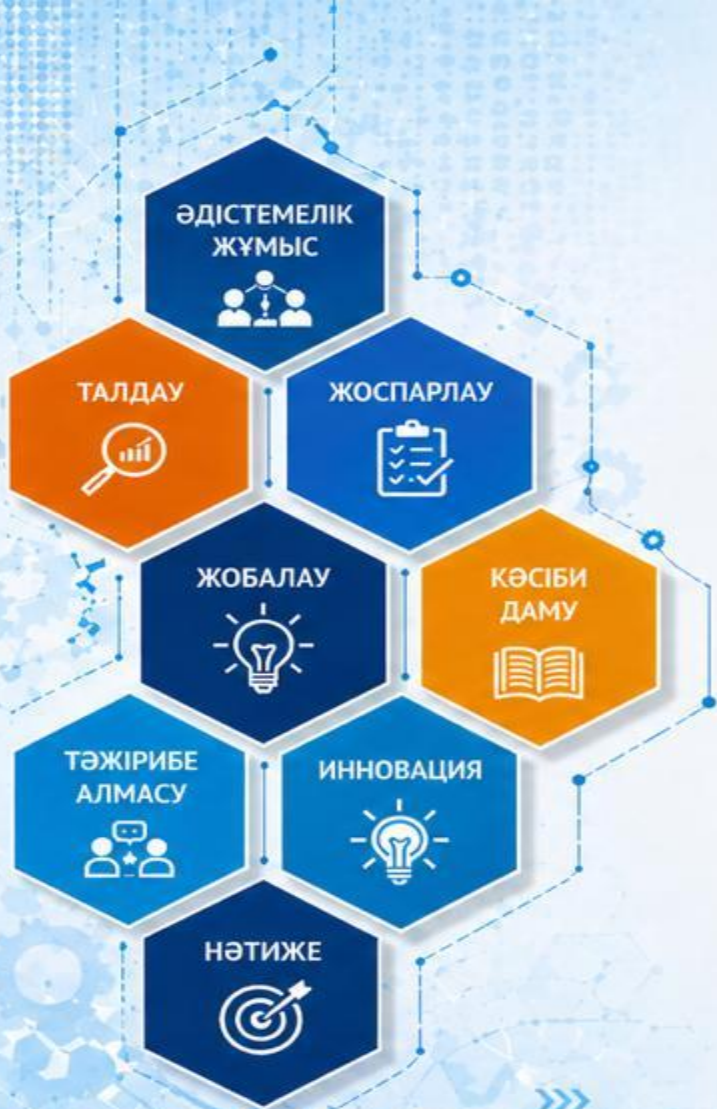 ӘДІСТЕМЕЛІК
ЖҰМЫС
ТАЛДАУ
ЖОСПАРЛАУ
ЖОБАЛАУ
КӘСІБИ
ДАМУ
ТӘЖІРИБЕ
АЛМАСУ
ИННОВАЦИЯ
НӘТИЖЕ